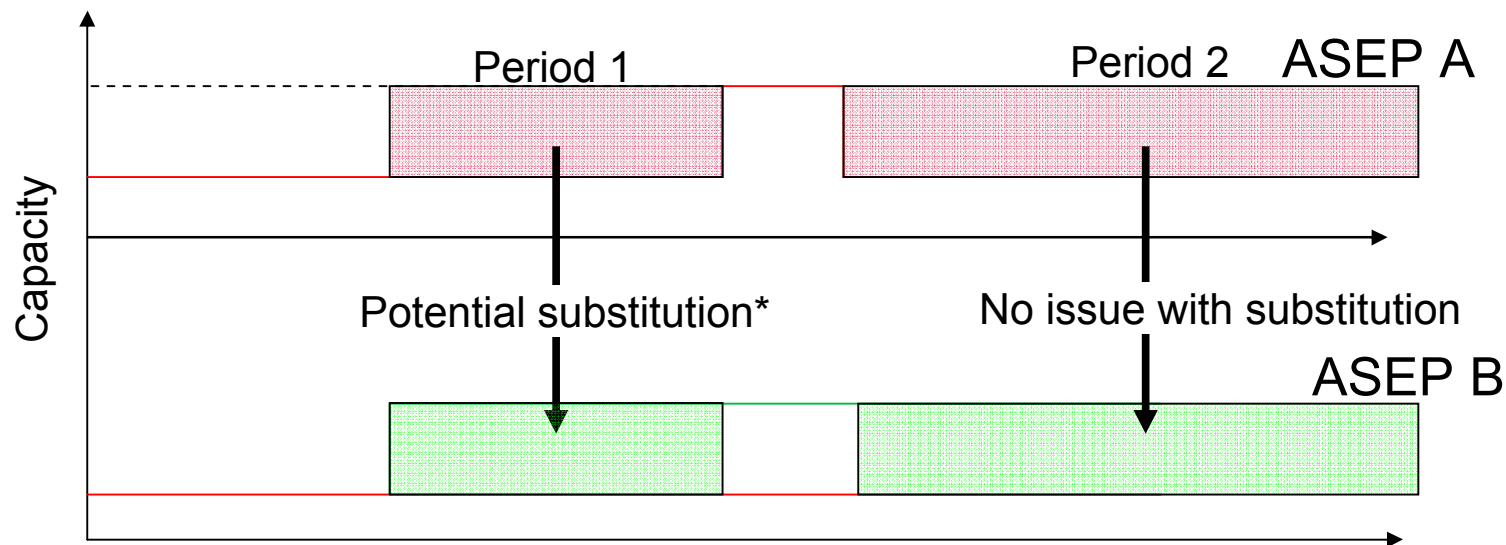 Period 1
Period 2
ASEP A
Capacity
Potential substitution*
No issue with substitution
ASEP B